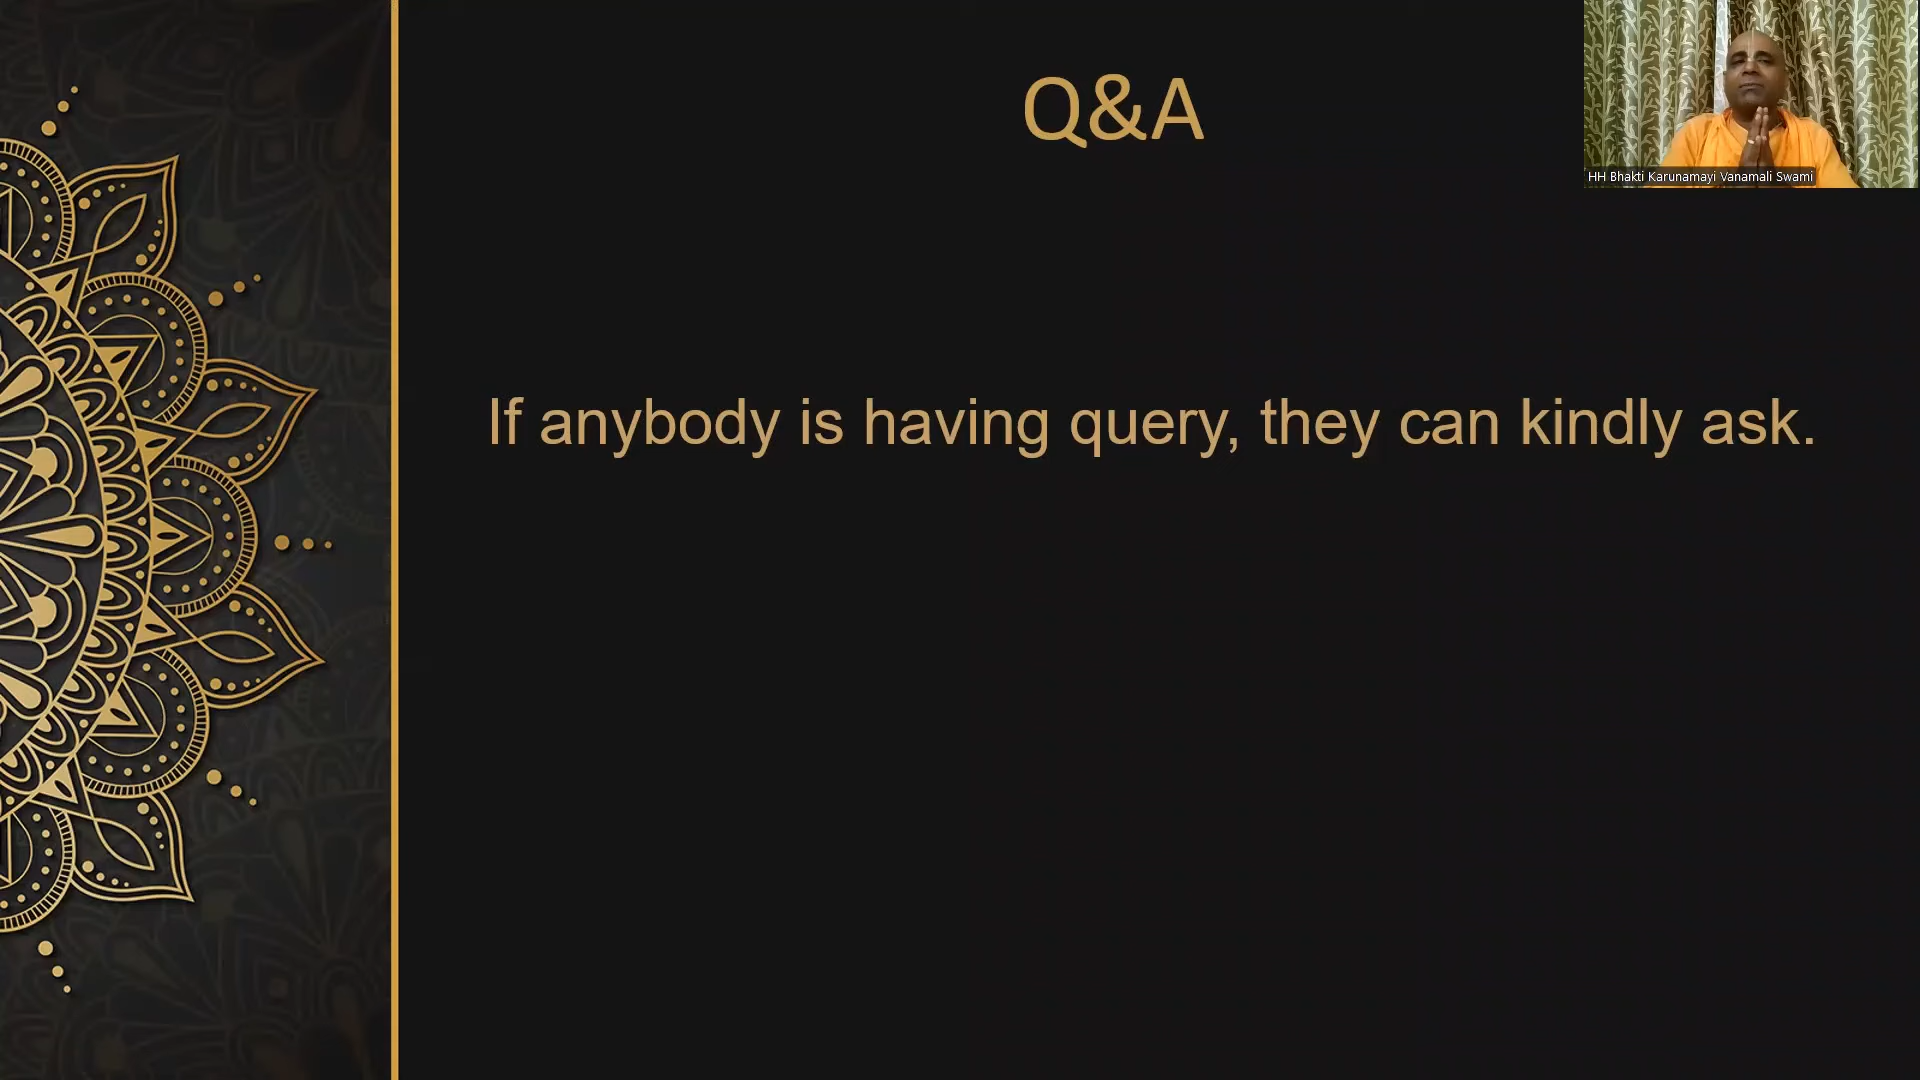 Q&A
HH Bhakti Karunamayi Vanamali Swami
If anybody is having query, they can kindly ask.